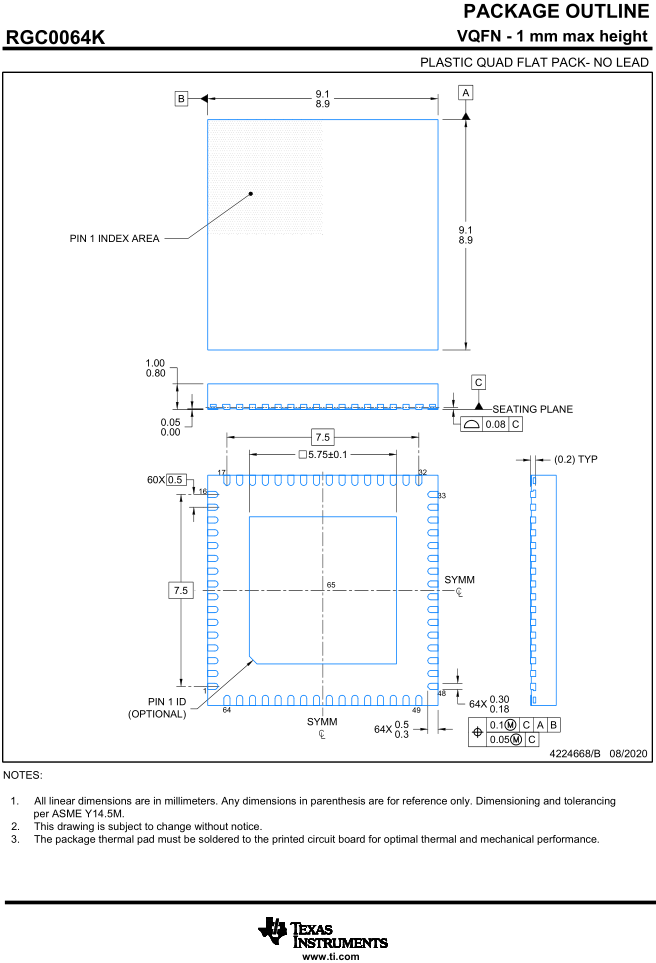 PACKAGE OUTLINE
RGC0064K
VQFN - 1 mm max height
PLASTIC QUAD FLAT PACK- NO LEAD
B
9.1
8.9
A
PIN 1 INDEX AREA
9.1
8.9
1.00
0.80
C
0.05
0.00
SEATING PLANE
0.08 C
7.5
5.75±0.1
(0.2) TYP
17
32
60X 0.5
16
33
7.5
65
SYMM
℄
1
48
PIN 1 ID
(OPTIONAL)
64
49
64X 0.30
0.18
SYMM
℄
64X 0.5
0.3
⌖ 0.1Ⓜ C A B
0.05Ⓜ C
4224668/B 08/2020
NOTES:
1. All linear dimensions are in millimeters. Any dimensions in parenthesis are for reference only. Dimensioning and tolerancing
per ASME Y14.5M.
2. This drawing is subject to change without notice.
3. The package thermal pad must be soldered to the printed circuit board for optimal thermal and mechanical performance.
TEXAS
INSTRUMENTS
www.ti.com